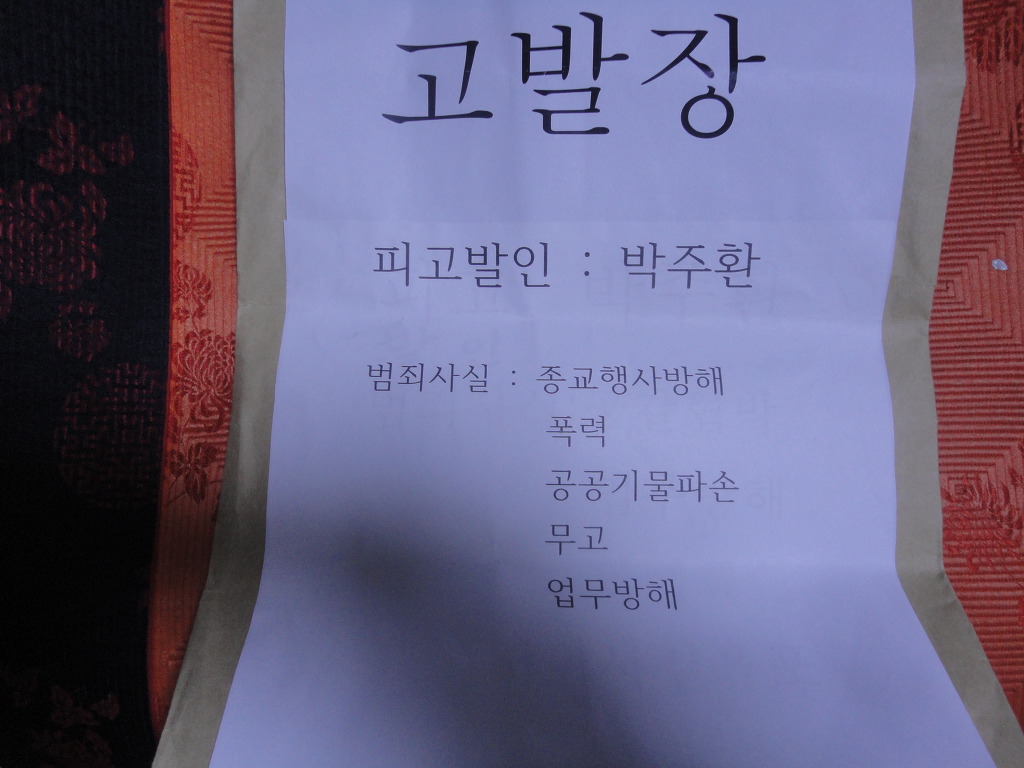 고발장
피고발인 : 박주환
범죄사실 : 종교행사방해
폭력
공공기물파손
무고
업무방해